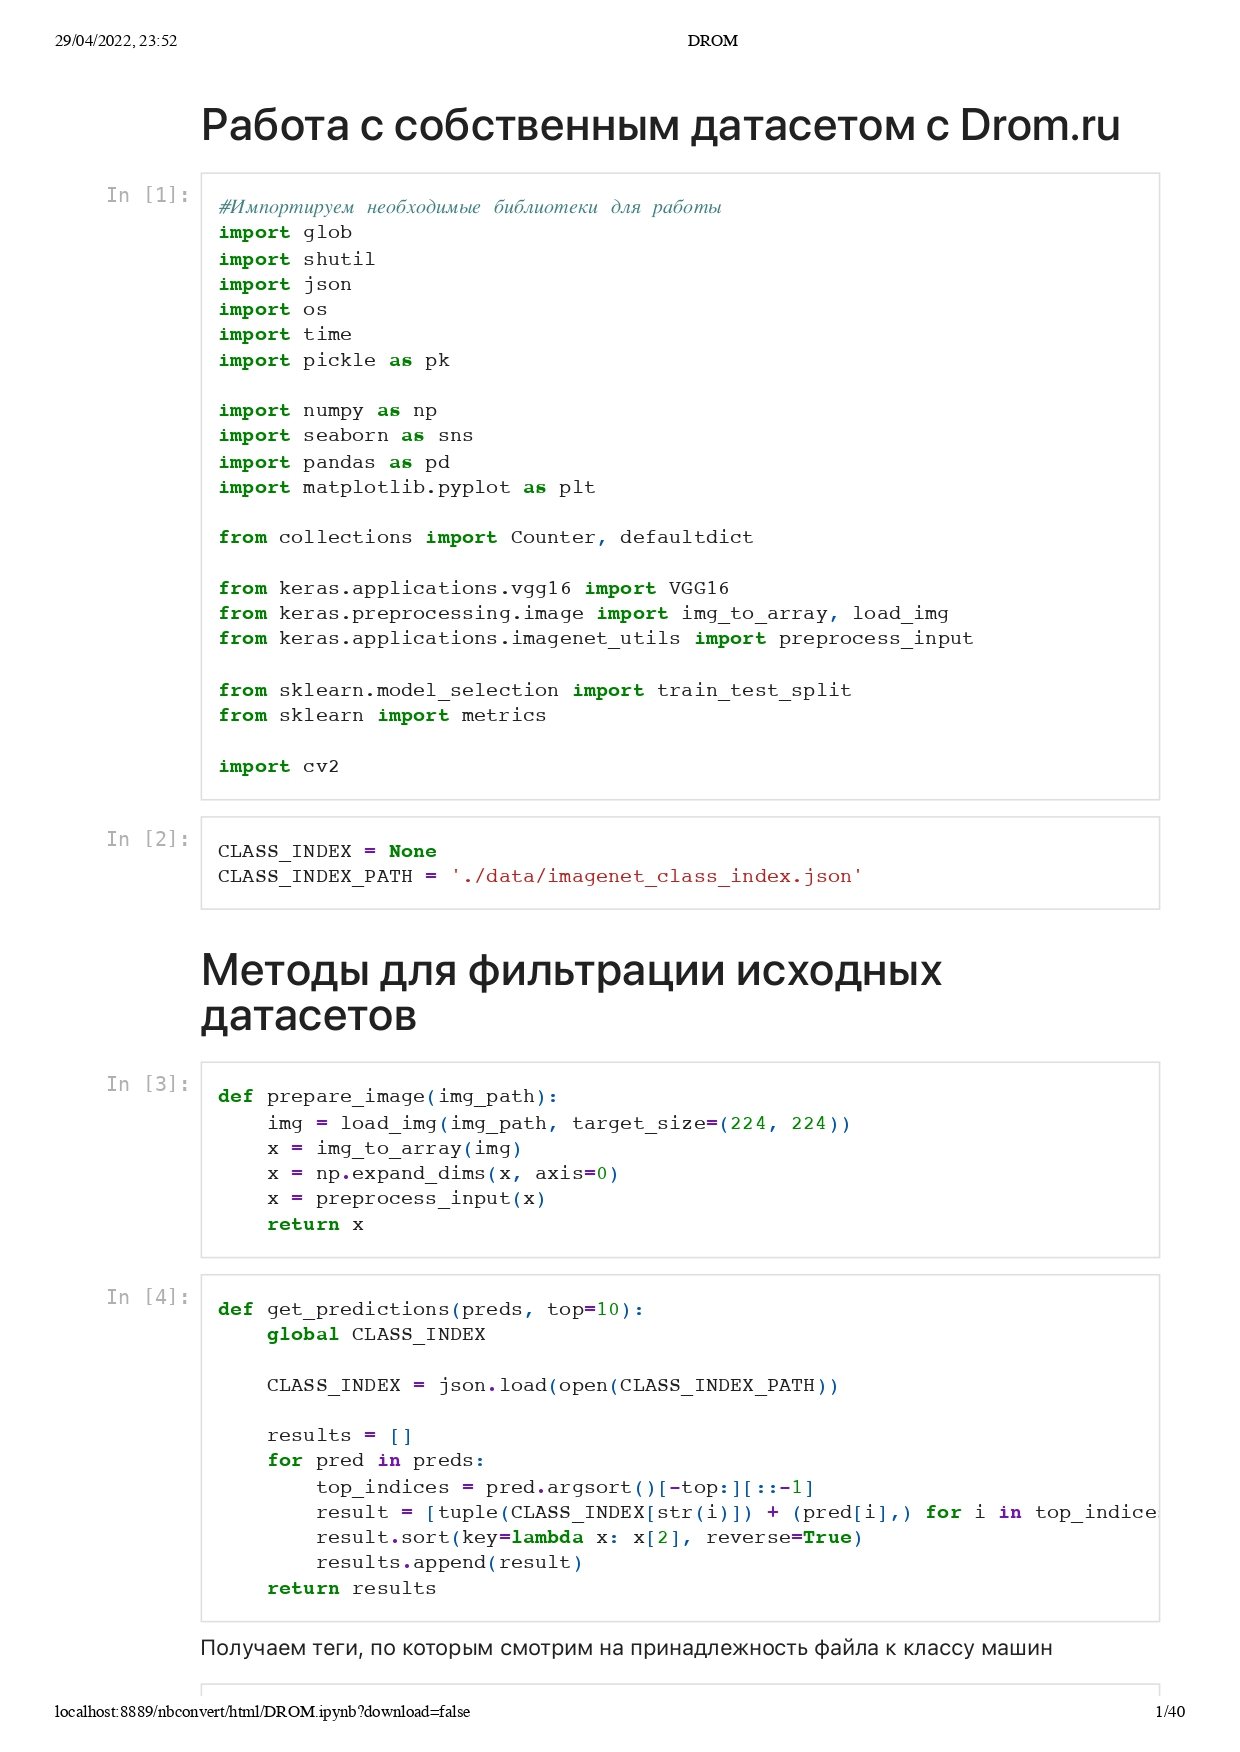 29/04/2022, 23:52
DROM
Работа с собственным датасетом с Drom.ru
In [1]:
#Импортируем необходимые библиотеки для работы
import glob
import shutil
import json
import os
import time
import pickle as pk
import numpy as np
import seaborn as sns
import pandas as pd
import matplotlib.pyplot as plt
from collections import Counter, defaultdict
from keras.applications.vgg16 import VGG16
from keras.preprocessing.image import img_to_array, load_img
from keras.applications.imagenet_utils import preprocess_input
from sklearn.model_selection import train_test_split
from sklearn import metrics
import cv2
In [2]:
CLASS_INDEX = None
CLASS_INDEX_PATH = './data/imagenet_class_index.json'
Методы для фильтрации исходных
датасетов
In [3]:
def prepare_image(img_path):
    img = load_img(img_path, target_size=(224, 224))
    x = img_to_array(img)
    x = np.expand_dims(x, axis=0)
    x = preprocess_input(x)
    return x
In [4]:
def get_predictions(preds, top=10):
    global CLASS_INDEX
    CLASS_INDEX = json.load(open(CLASS_INDEX_PATH))
    results = []
    for pred in preds:
        top_indices = pred.argsort()[-top:][::-1]
        result = [tuple(CLASS_INDEX[str(i)]) + (pred[i],) for i in top_indices
        result.sort(key=lambda x: x[2], reverse=True)
        results.append(result)
    return results
Получаем теги, по которым смотрим на принадлежность файла к классу машин
localhost:8889/nbconvert/html/DROM.ipynb?download=false
1/40